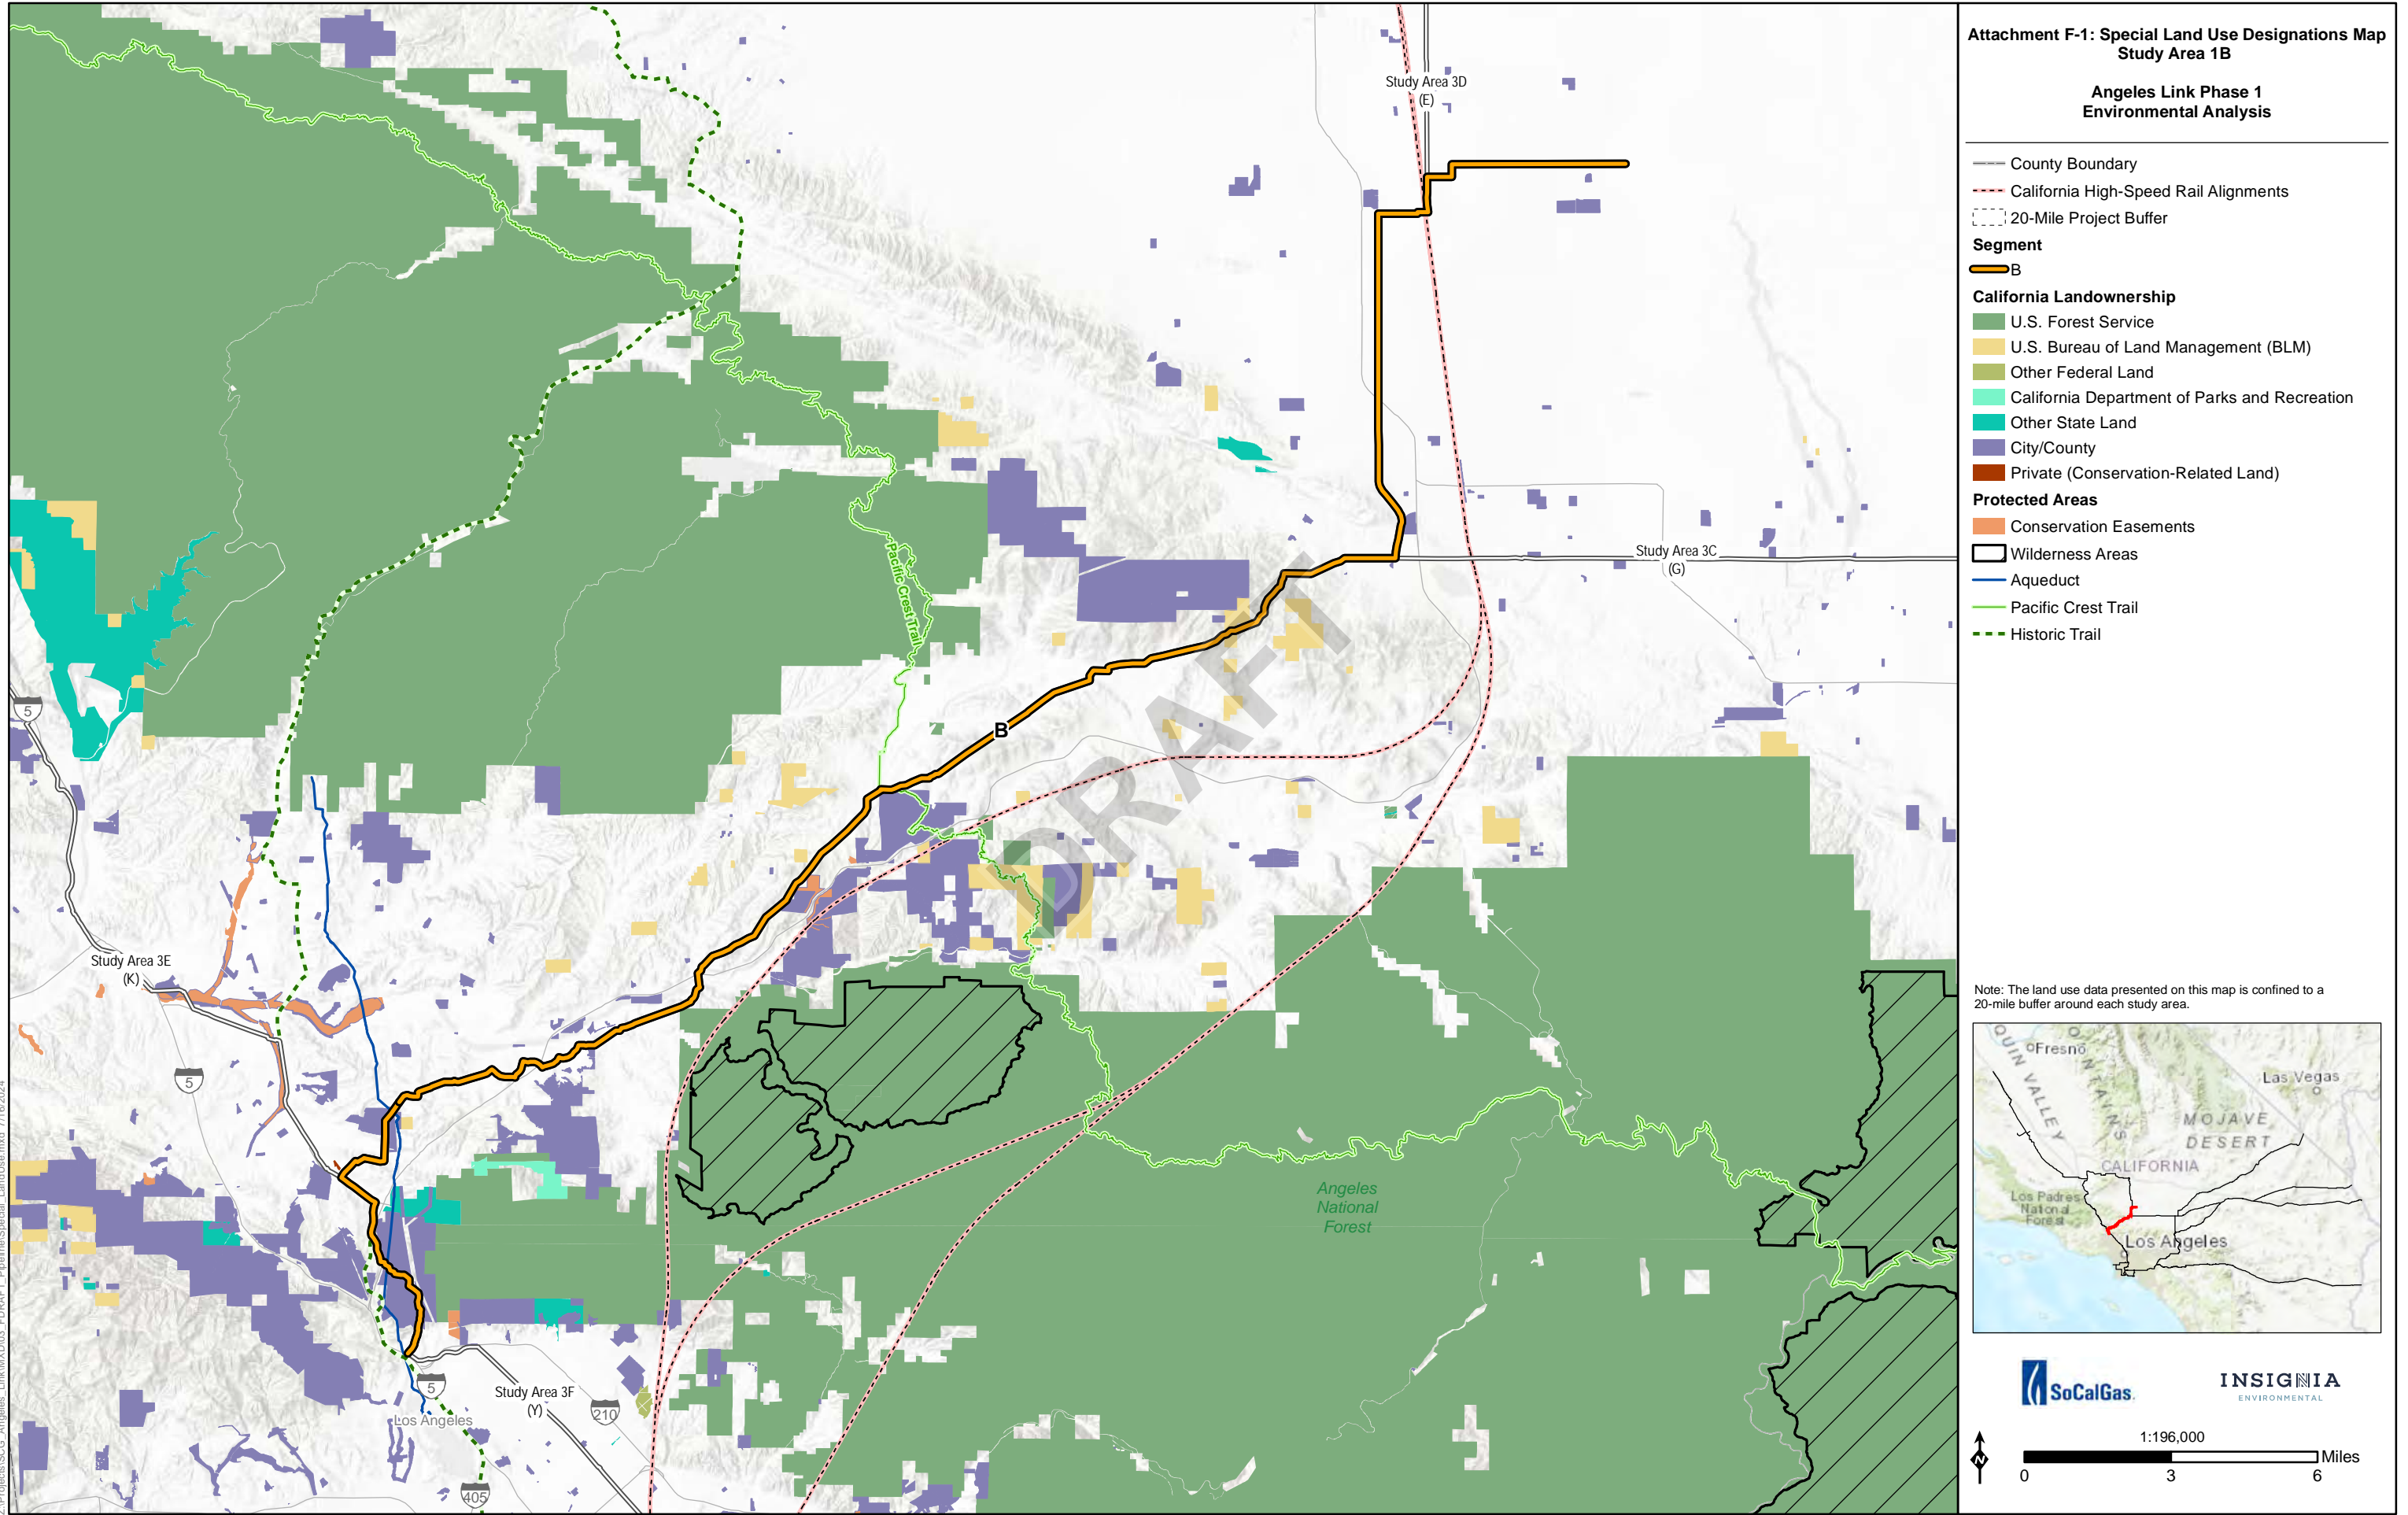 Attachment F-1: Special Land Use Designations Map
Study Area 1B
Angeles Link Phase 1
Environmental Analysis
County Boundary
California High-Speed Rail Alignments
20-Mile Project Buffer
Segment
B
California Landownership
U.S. Forest Service
U.S. Bureau of Land Management (BLM)
Other Federal Land
California Department of Parks and Recreation
Other State Land
City/County
Private (Conservation-Related Land)
Protected Areas
Conservation Easements
Wilderness Areas
Aqueduct
Pacific Crest Trail
Historic Trail
Note: The land use data presented on this map is confined to a
20-mile buffer around each study area.
Fresno
Las Vegas
MOJAVE
DESERT
CALIFORNIA
Los Padres
National
Forest
Los Angeles
SoCalGas.
INSIGNIA
ENVIRONMENTAL
1:196,000
Miles
0 3 6
N
Study Area 3D
(E)
Study Area 3C
(G)
Pacific Crest Trail
B
DRAFT
5
Study Area 3E
(K)
5
Angeles
National
Forest
5
Study Area 3F
(Y)
210
Los Angeles
405